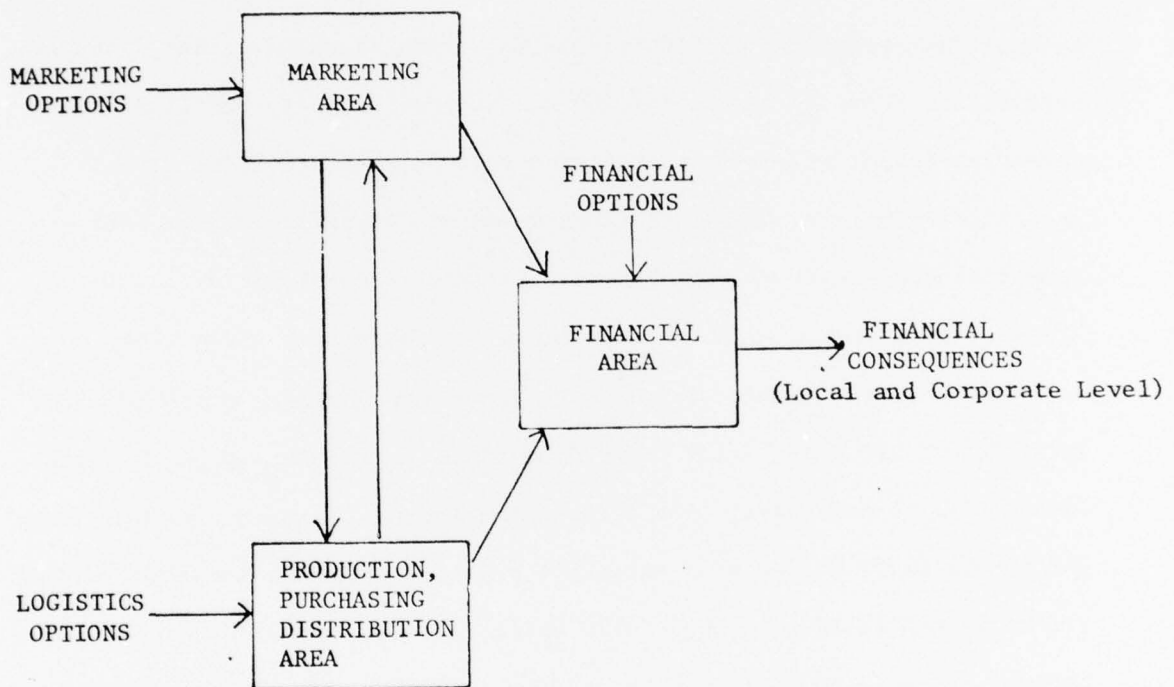 MARKETING
OPTIONS
MARKETING
AREA
FINANCIAL
OPTIONS
FINANCIAL
AREA
FINANCIAL
CONSEQUENCES
(Local and Corporate Level)
LOGISTICS
OPTIONS
PRODUCTION,
PURCHASING
DISTRIBUTION
AREA